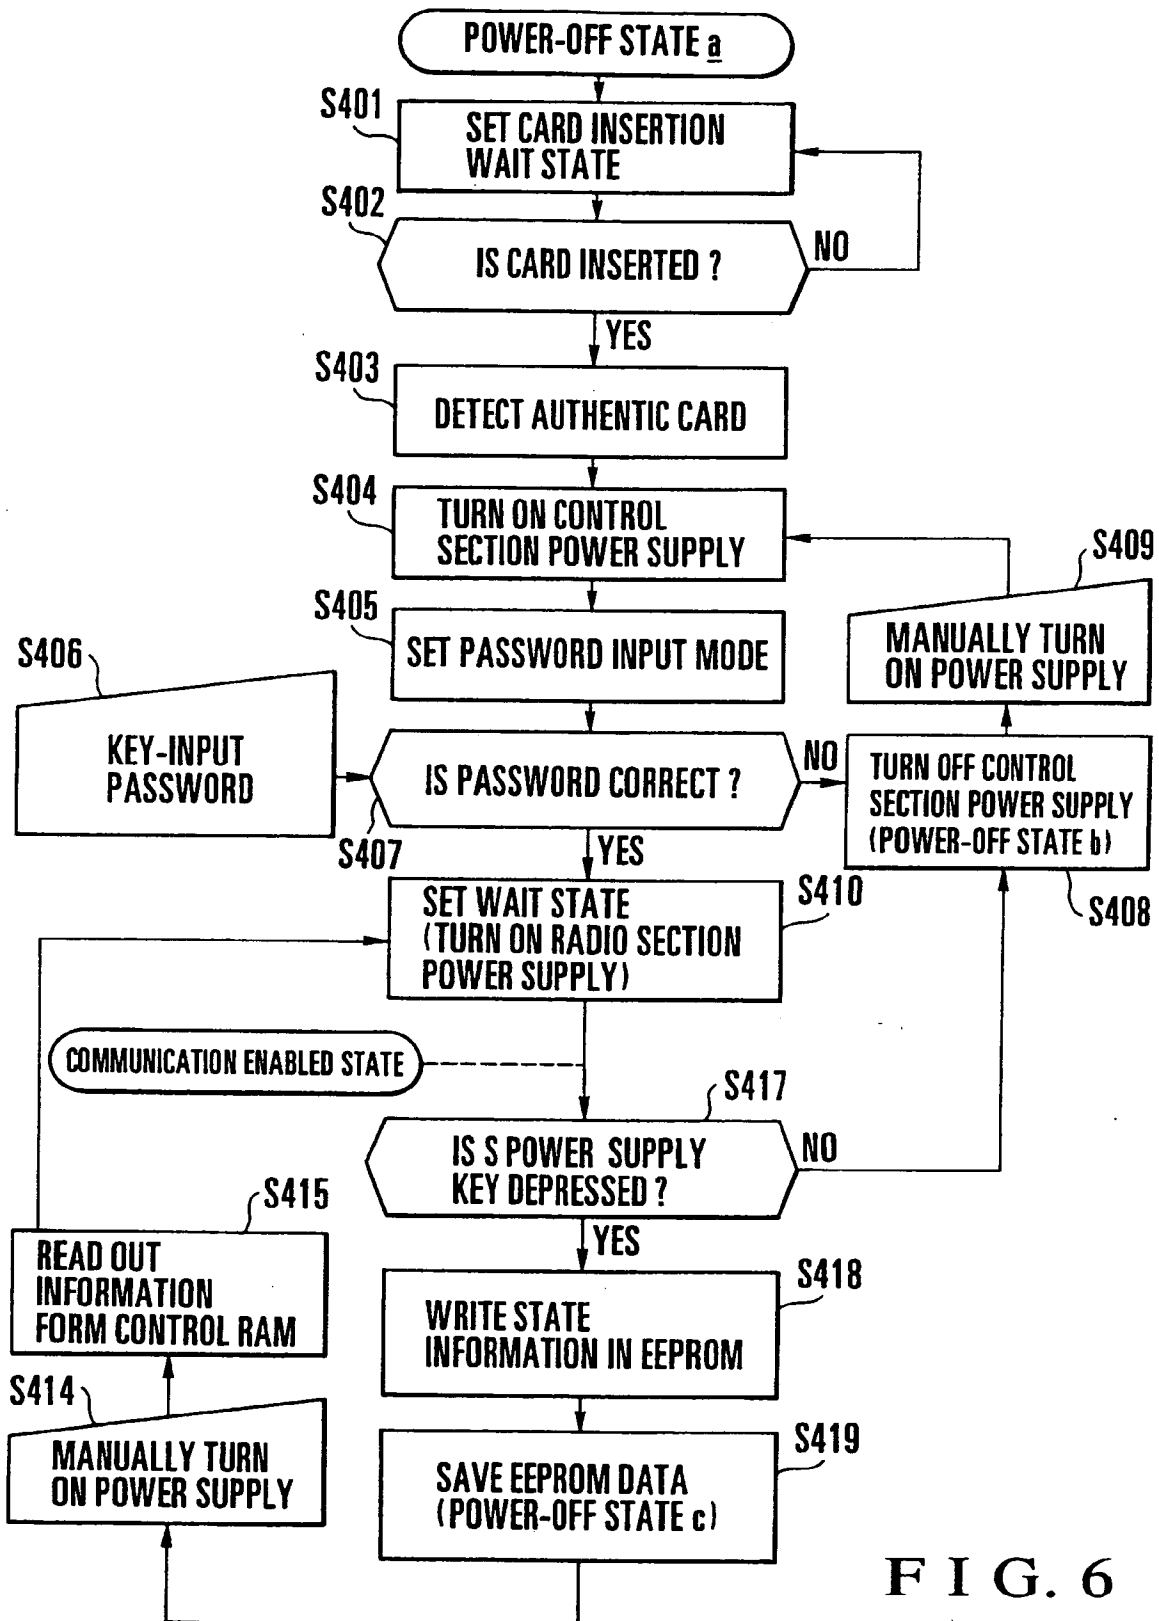 POWER-OFF STATE a
S401
SET CARD INSERTION
WAIT STATE
S402
IS CARD INSERTED ?
NO
YES
S403
DETECT AUTHENTIC CARD
S404
TURN ON CONTROL
SECTION POWER SUPPLY
S409
MANUALLY TURN
ON POWER SUPPLY
S405
SET PASSWORD INPUT MODE
S406
KEY-INPUT
PASSWORD
IS PASSWORD CORRECT ?
NO
S407
YES
TURN OFF CONTROL
SECTION POWER SUPPLY
(POWER-OFF STATE b)
S408
S410
SET WAIT STATE
(TURN ON RADIO SECTION
POWER SUPPLY)
COMMUNICATION ENABLED STATE
S417
IS S POWER SUPPLY
KEY DEPRESSED ?
NO
YES
S415
READ OUT
INFORMATION
FORM CONTROL RAM
S418
WRITE STATE
INFORMATION IN EEPROM
S414
MANUALLY TURN
ON POWER SUPPLY
S419
SAVE EEPROM DATA
(POWER-OFF STATE c)
FIG. 6